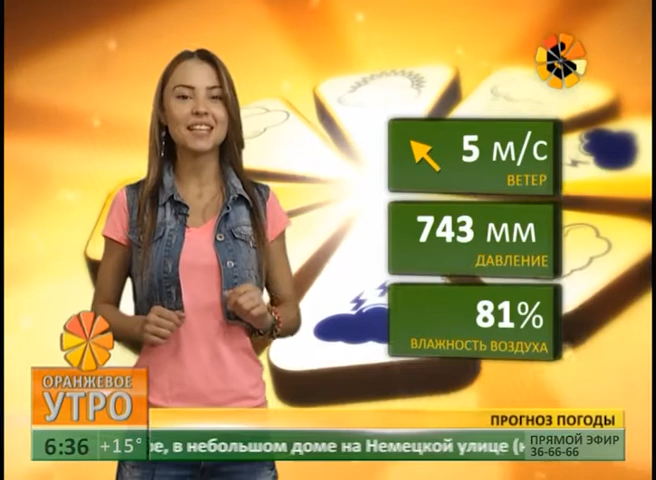 5 м/с
ВЕТЕР
743 мм
ДАВЛЕНИЕ
81%
ВЛАЖНОСТЬ ВОЗДУХА
ОРАНЖЕВОЕ
УТРО
ПРОГНОЗ ПОГОДЫ
6:36 +15° в небольшом доме на Немецкой улице
ПРЯМОЙ ЭФИР
36-66-66